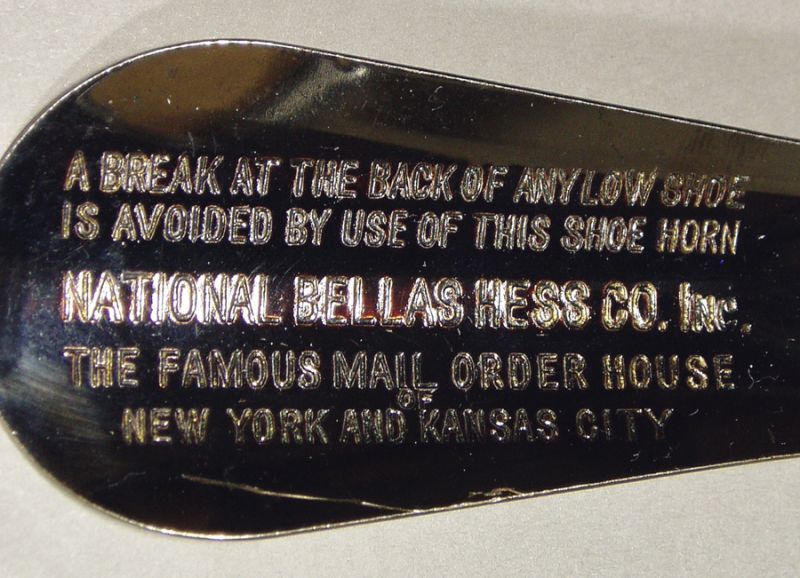 A BREAK AT THE BACK OF ANY LOW SHOE
IS AVOIDED BY USE OF THIS SHOE HORN
NATIONAL BELLAS HESS CO. Inc.
THE FAMOUS MAIL ORDER HOUSE
OF
NEW YORK AND KANSAS CITY